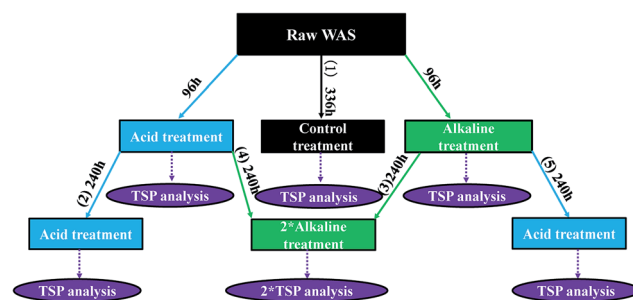 Raw WAS
96h
(1) 336h
96h
Acid treatment
Control
treatment
Alkaline
treatment
(2) 240h
TSP analysis
(4) 240h
TSP analysis
(3)240h
TSP analysis
(5) 240h
Acid treatment
2*Alkaline
treatment
Acid treatment
TSP analysis
2*TSP analysis
TSP analysis